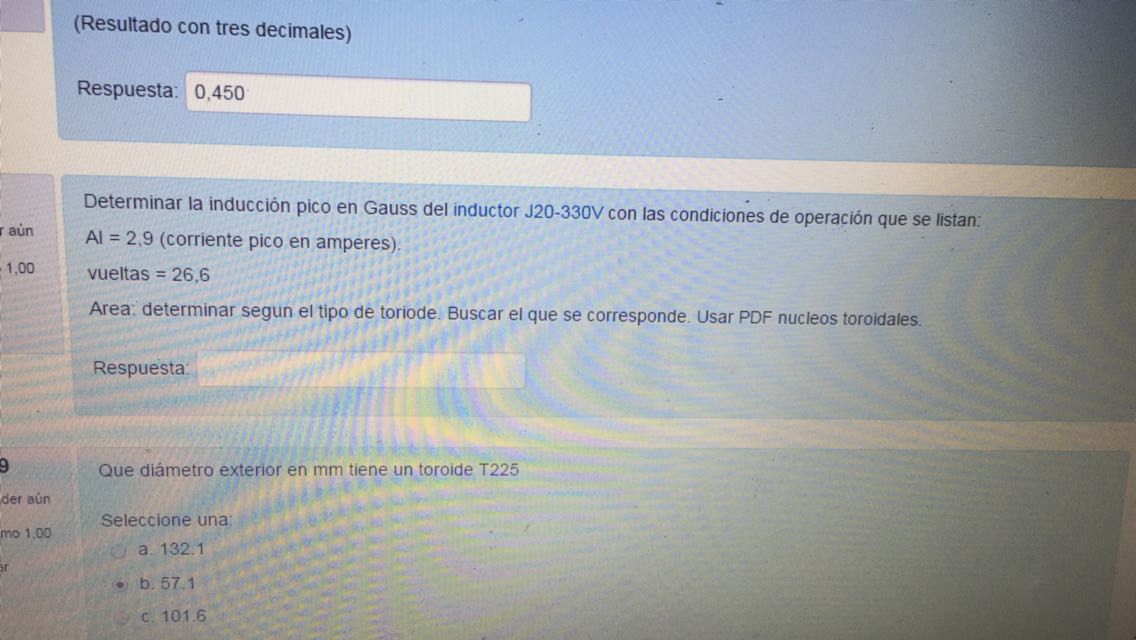 (Resultado con tres decimales)
Respuesta: 0,450
Determinar la inducción pico en Gauss del inductor J20-330V con las condiciones de operación que se listan:
r aún
AI = 2,9 (corriente pico en amperes).
1,00
vueltas = 26,6
Area: determinar segun el tipo de toriode. Buscar el que se corresponde. Usar PDF nucleos toroidales.
Respuesta:
9
Que diámetro exterior en mm tiene un toroide T225
der aún
Seleccione una:
mo 1,00
a. 132.1
ar
b. 57.1
c. 101.6